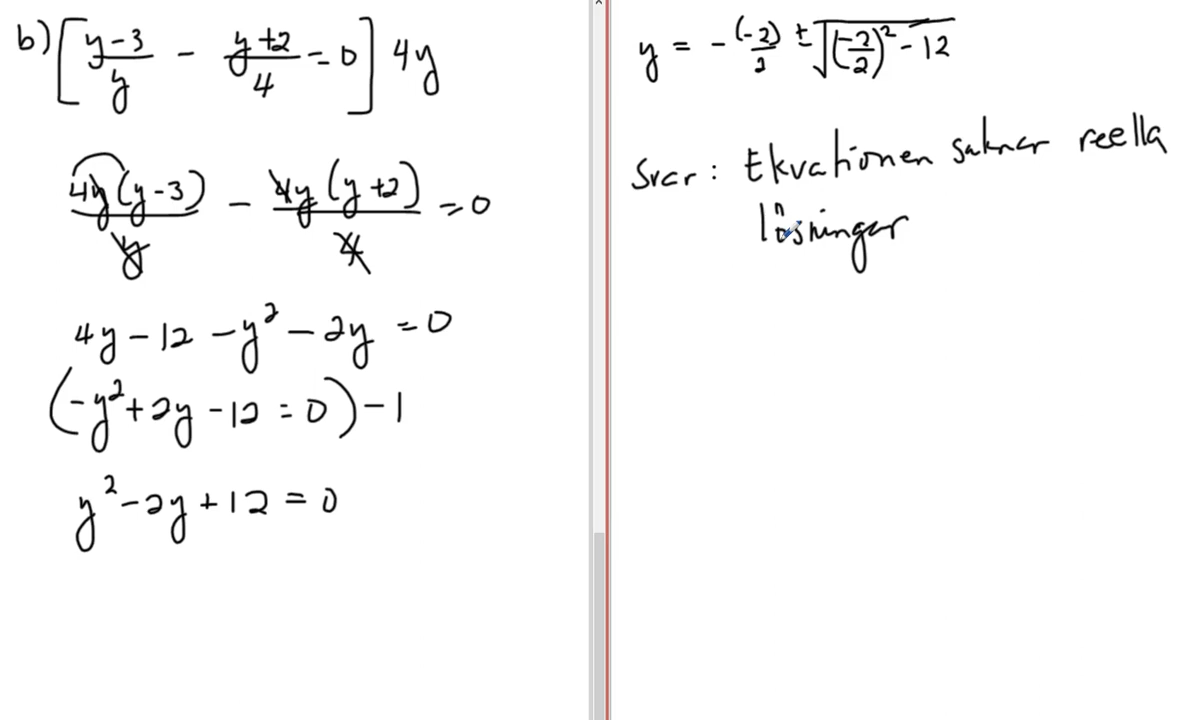 b) [ (y-3)/y - (y+2)/4 = 0 ] 4y
4y(y-3)/y - 4y(y+2)/4 = 0
4y - 12 - y² - 2y = 0
(-y² + 2y - 12 = 0) -1
y² - 2y + 12 = 0
y = -(-2)/2 ± √((-2/2)² - 12)
Svar : Ekvationen saknar reella
lösningar